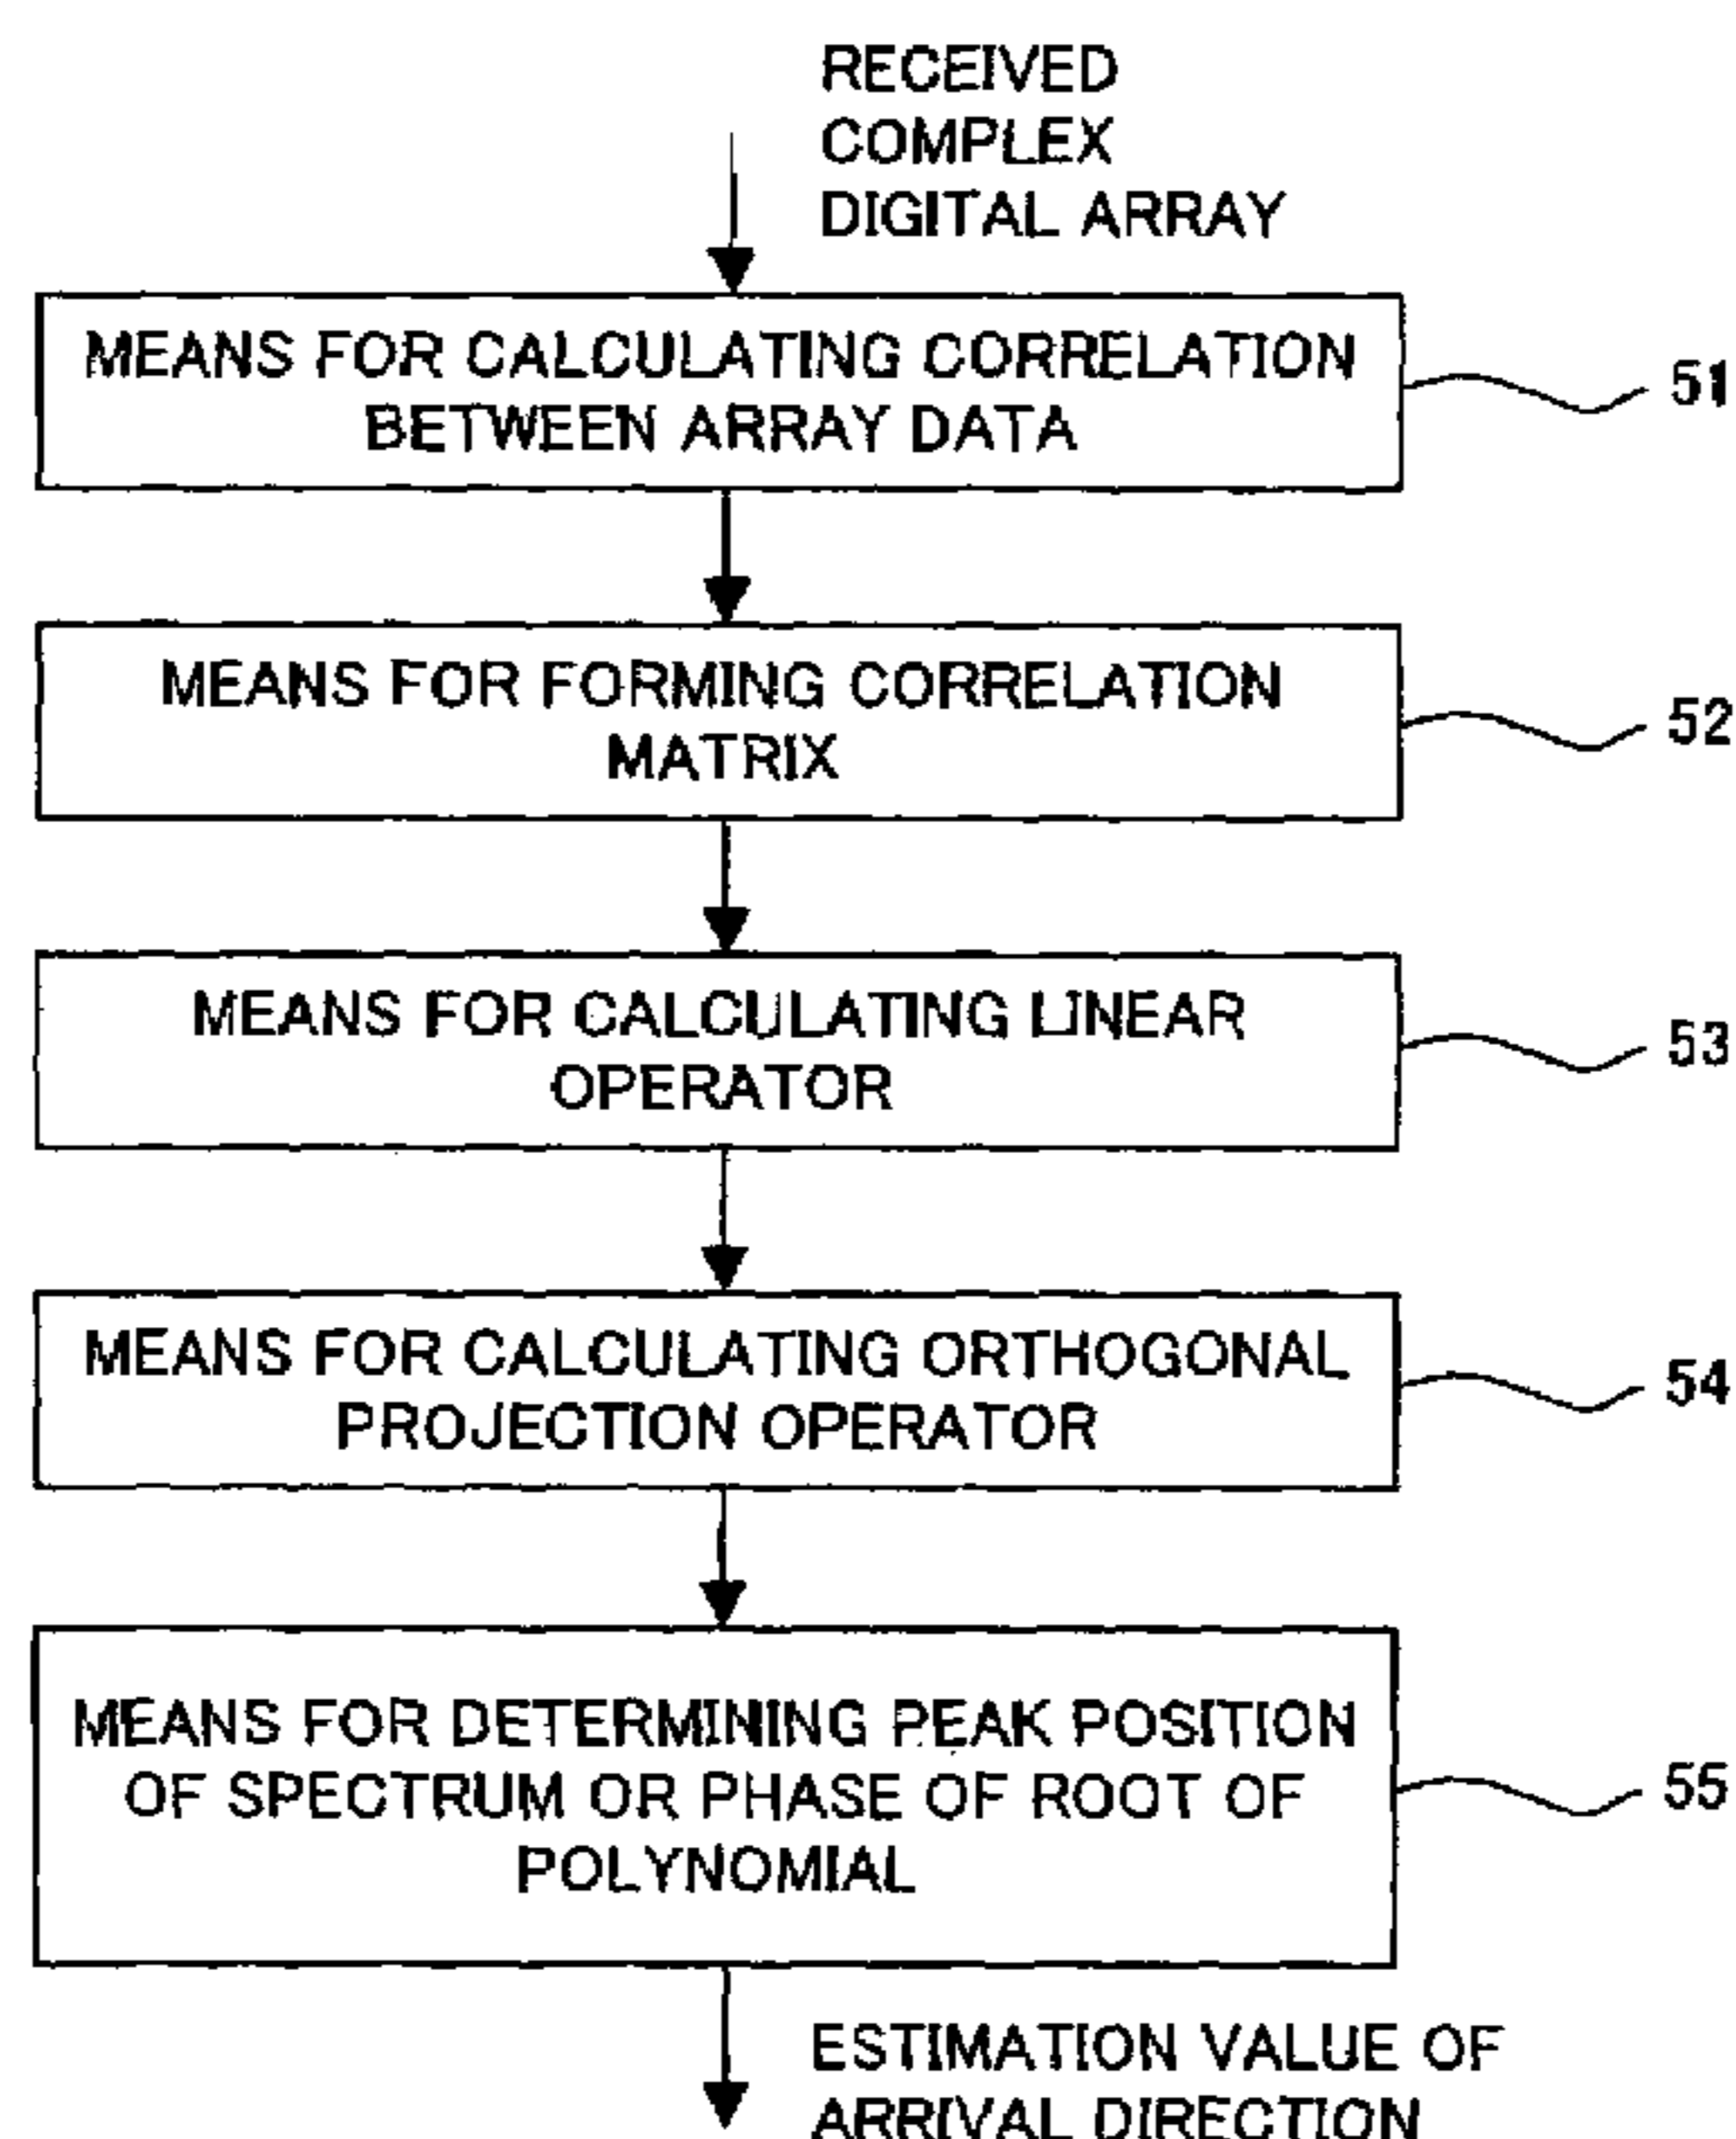 RECEIVED
COMPLEX
DIGITAL ARRAY
MEANS FOR CALCULATING CORRELATION
BETWEEN ARRAY DATA
51
MEANS FOR FORMING CORRELATION
MATRIX
52
MEANS FOR CALCULATING LINEAR
OPERATOR
53
MEANS FOR CALCULATING ORTHOGONAL
PROJECTION OPERATOR
54
MEANS FOR DETERMINING PEAK POSITION
OF SPECTRUM OR PHASE OF ROOT OF
POLYNOMIAL
55
ESTIMATION VALUE OF
ARRIVAL DIRECTION